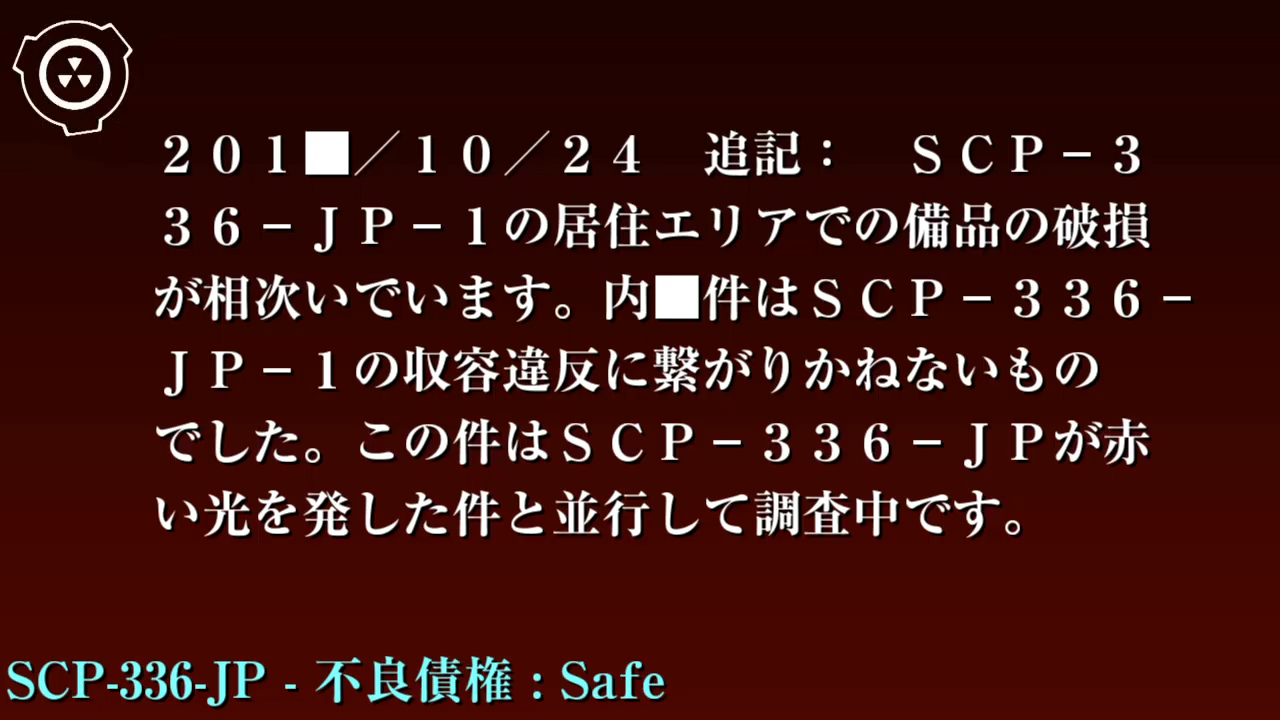 201■/10/24 追記: SCP-3
36-JP-1の居住エリアでの備品の破損
が相次いでいます。内■件はSCP-336-
JP-1の収容違反に繋がりかねないもの
でした。この件はSCP-336-JPが赤
い光を発した件と並行して調査中です。
SCP-336-JP - 不良債権：Safe